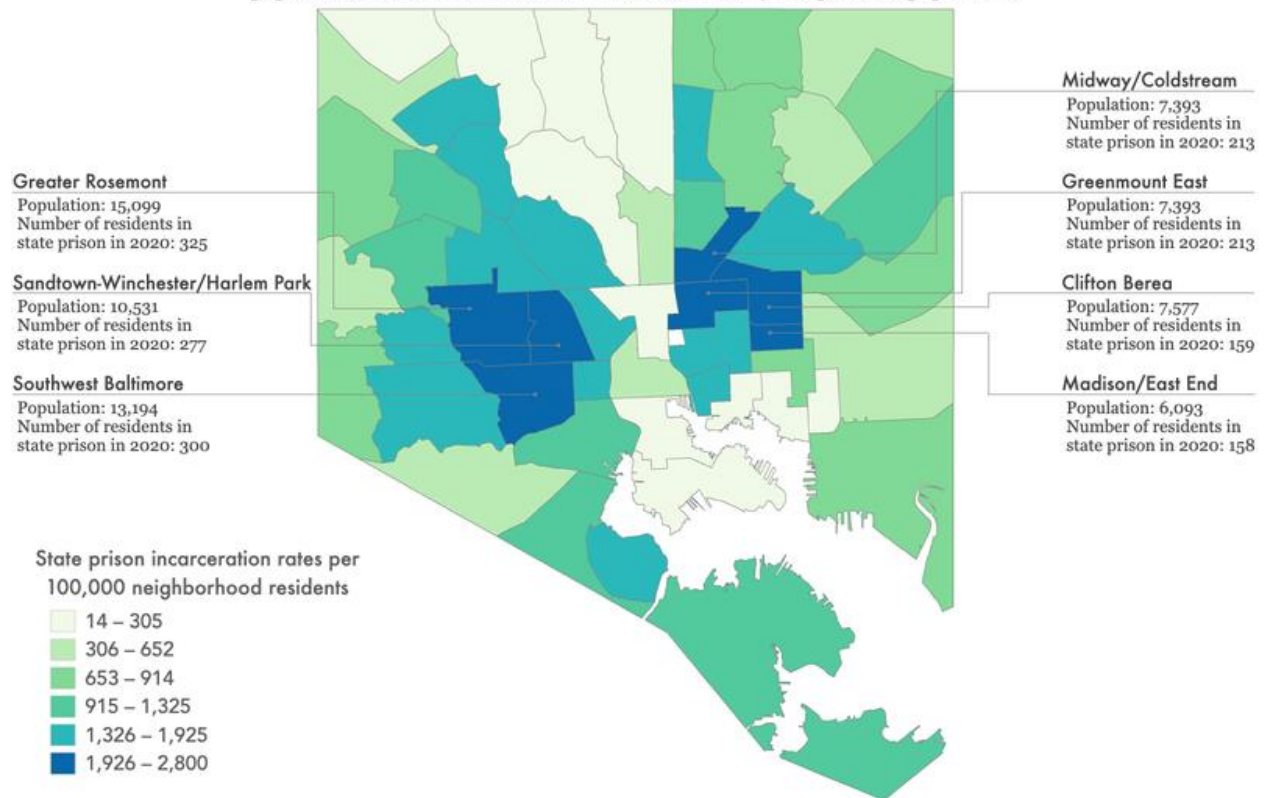 Greater Rosemont
Population: 15,099
Number of residents in
state prison in 2020: 325
Sandtown-Winchester/Harlem Park
Population: 10,531
Number of residents in
state prison in 2020: 277
Southwest Baltimore
Population: 13,194
Number of residents in
state prison in 2020: 300
Midway/Coldstream
Population: 7,393
Number of residents in
state prison in 2020: 213
Greenmount East
Population: 7,393
Number of residents in
state prison in 2020: 213
Clifton Berea
Population: 7,577
Number of residents in
state prison in 2020: 159
Madison/East End
Population: 6,093
Number of residents in
state prison in 2020: 158
State prison incarceration rates per
100,000 neighborhood residents
14 – 305
306 – 652
653 – 914
915 – 1,325
1,326 – 1,925
1,926 – 2,800